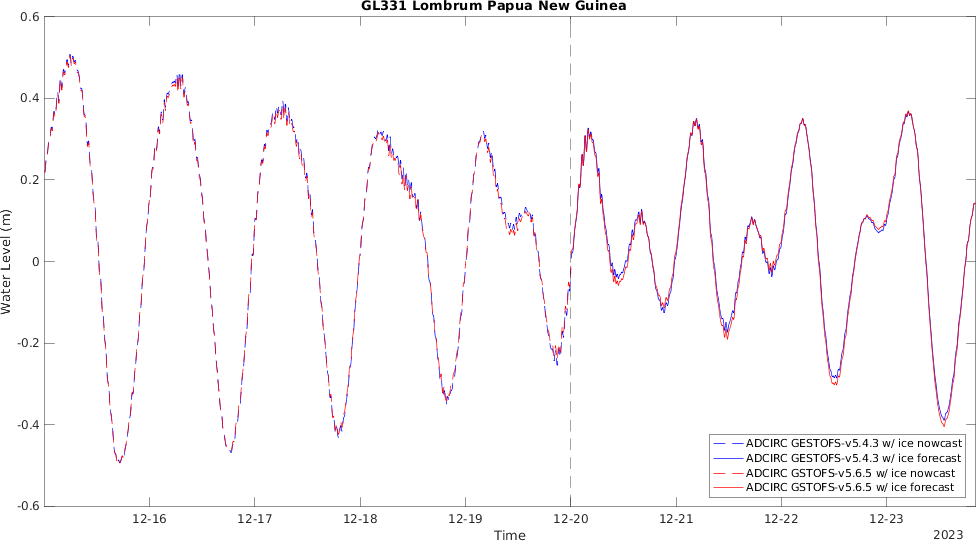 GL331 Lombrum Papua New Guinea
0.6
0.4
0.2
0
-0.2
-0.4
-0.6
Water Level (m)
ADCIRC GESTOFS-v5.4.3 w/ ice nowcast
ADCIRC GESTOFS-v5.4.3 w/ ice forecast
ADCIRC GSTOFS-v5.6.5 w/ ice nowcast
ADCIRC GSTOFS-v5.6.5 w/ ice forecast
12-16 12-17 12-18 12-19 12-20 12-21 12-22 12-23
Time
2023